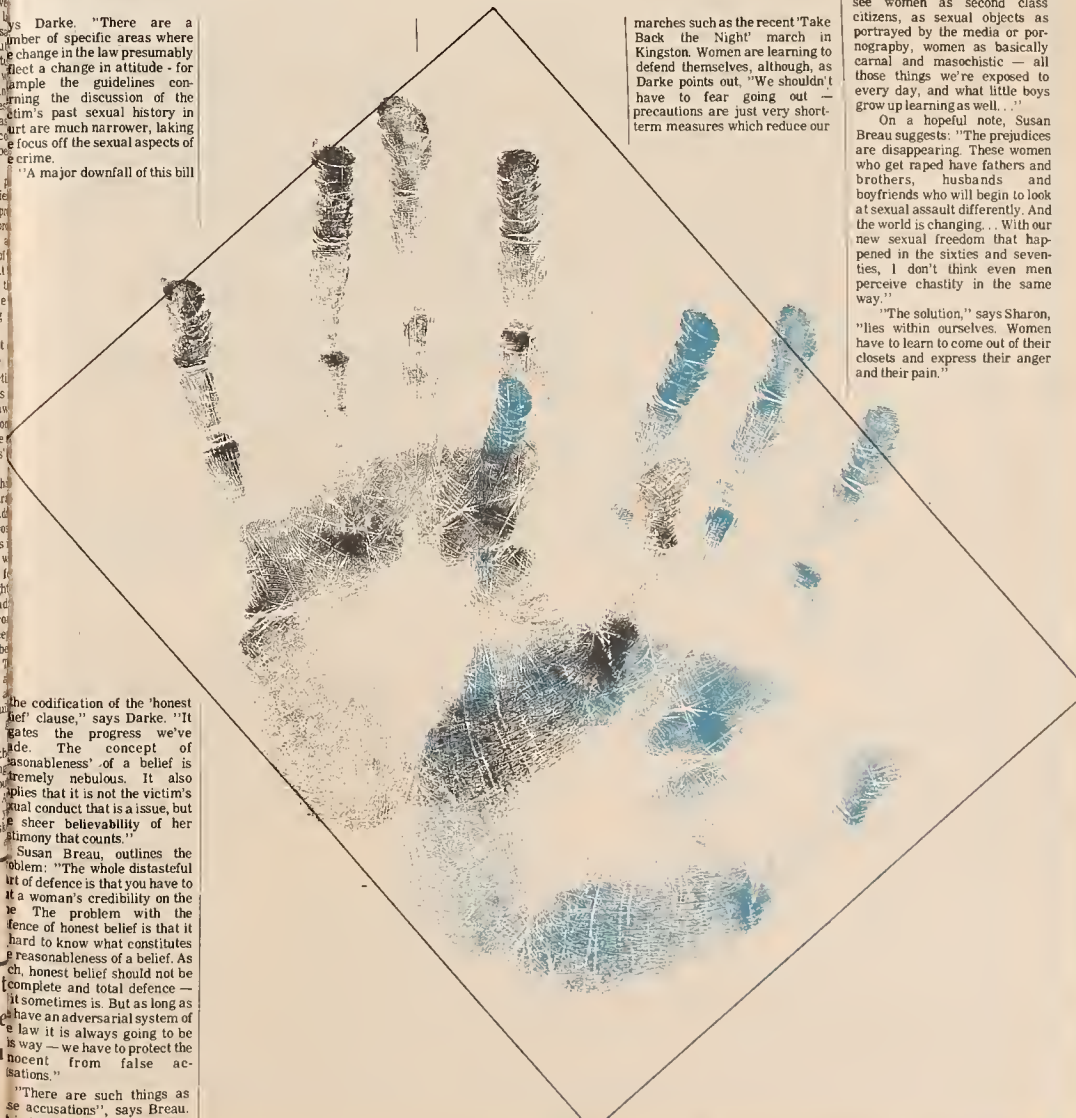 ys Darke. "There are a
mber of specific areas where
e change in the law presumably
flect a change in attitude - for
ample the guidelines con-
rning the discussion of the
ctim's past sexual history in
urt are much narrower, laking
e focus off the sexual aspects of
e crime.
"A major downfall of this bill
the codification of the 'honest
ief' clause," says Darke. "It
gates the progress we've
ade. The concept of
asonableness' of a belief is
tremely nebulous. It also
plies that it is not the victim's
xual conduct that is a issue, but
e sheer believability of her
stimony that counts."
Susan Breau, outlines the
oblem: "The whole distasteful
rt of defence is that you have to
t a woman's credibility on the
ne The problem with the
fence of honest belief is that it
hard to know what constitutes
e reasonableness of a belief. As
ch, honest belief should not be
complete and total defence —
it sometimes is. But as long as
have an adversarial system of
e law it is always going to be
is way — we have to protect the
nocent from false ac-
sations."
"There are such things as
se accusations", says Breau.
marches such as the recent 'Take
Back the Night' march in
Kingston. Women are learning to
defend themselves, although, as
Darke points out, "We shouldn't
have to fear going out —
precautions are just very short-
term measures which reduce our
see women as second class
citizens, as sexual objects as
portrayed by the media or por-
nography, women as basically
carnal and masochistic — all
those things we're exposed to
every day, and what little boys
grow up learning as well. . ."
On a hopeful note, Susan
Breau suggests: "The prejudices
are disappearing. These women
who get raped have fathers and
brothers, husbands and
boyfriends who will begin to look
at sexual assault differently. And
the world is changing. . . With our
new sexual freedom that hap-
pened in the sixties and seven-
ties, I don't think even men
perceive chastity in the same
way."
"The solution," says Sharon,
"lies within ourselves. Women
have to learn to come out of their
closets and express their anger
and their pain."